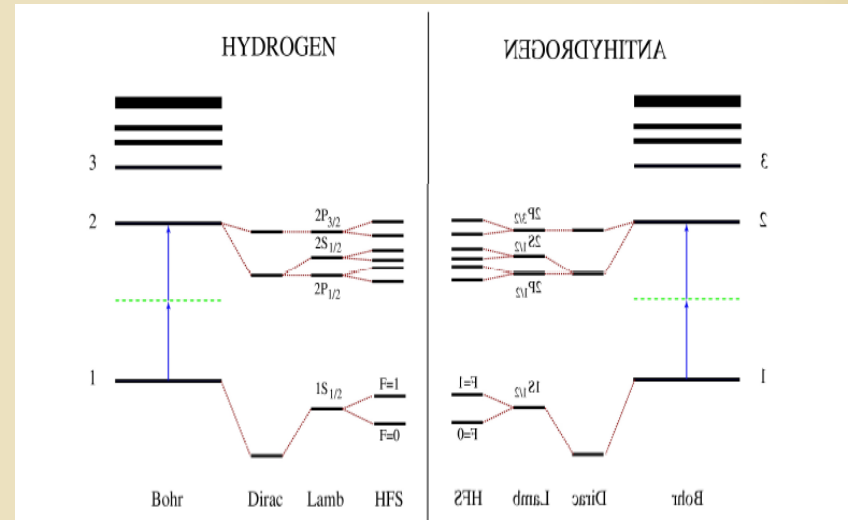 HYDROGEN
3
2
1
2P3/2
2S1/2
2P1/2
1S1/2
F=1
F=0
Bohr Dirac Lamb HFS
ANTIHYDROGEN
3
2
1
2P3/2
2S1/2
2P1/2
1S1/2
F=1
F=0
HFS Lamb Dirac Bohr